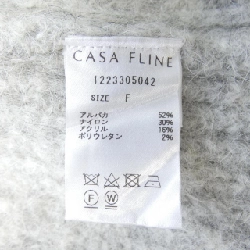 CASA FLINE
1223305042
SIZE F
アルパカ 52%
ナイロン 30%
アクリル 16%
ポリウレタン 2%
F W